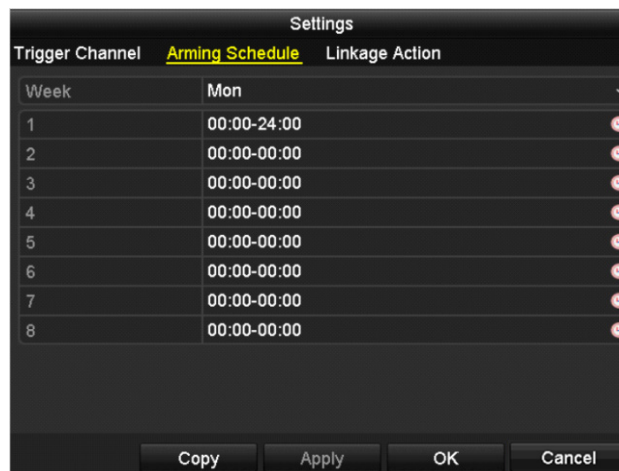 Settings
Trigger Channel Arming Schedule Linkage Action
Week Mon
1 00:00-24:00
2 00:00-00:00
3 00:00-00:00
4 00:00-00:00
5 00:00-00:00
6 00:00-00:00
7 00:00-00:00
8 00:00-00:00
Copy Apply OK Cancel